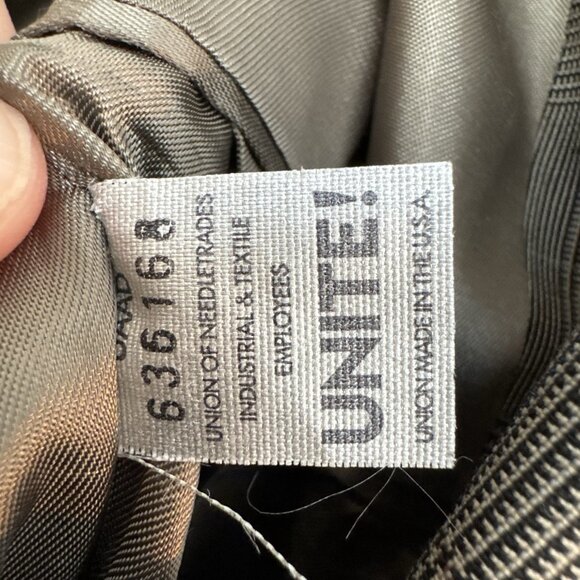 636168
UNION OF NEEDLETRADES
INDUSTRIAL & TEXTILE
EMPLOYEES
UNITE!
UNION MADE IN THE U.S.A.